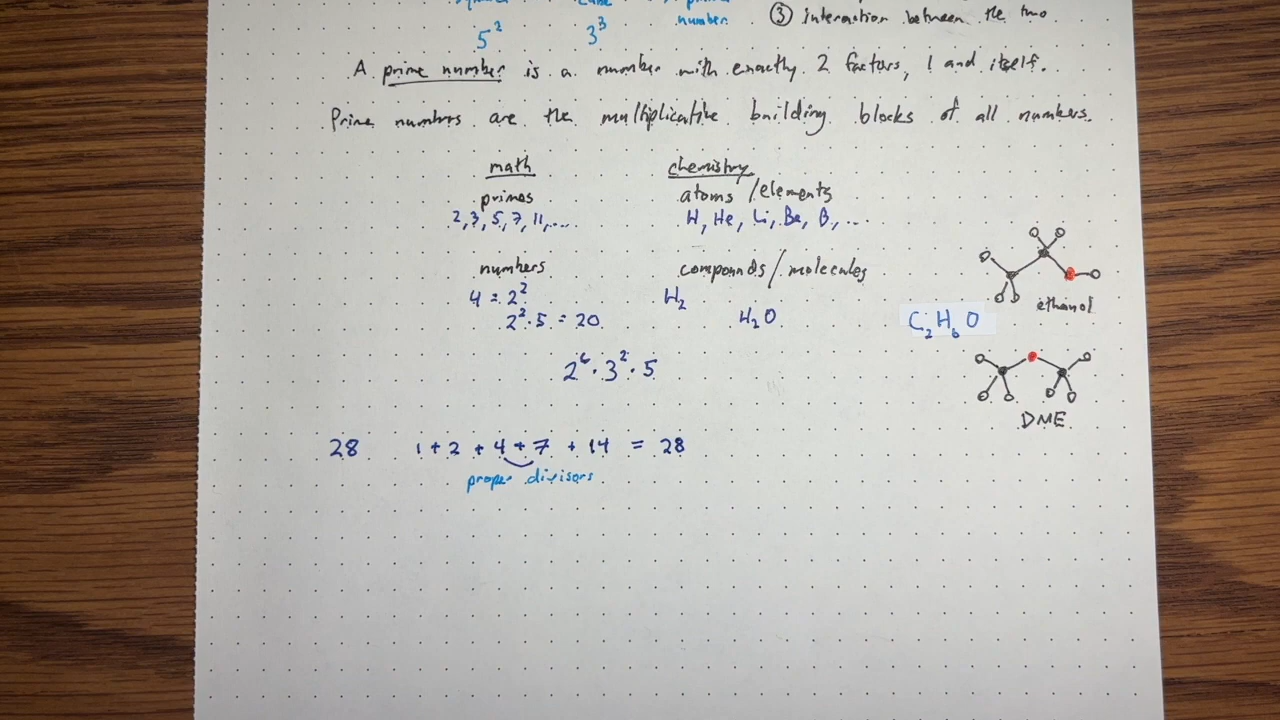 number
③ Interaction between the two
5²
3³
A prime number is a number with exactly 2 factors, 1 and itself.
Prime numbers are the multiplicative building blocks of all numbers.
math
chemistry
primes
atoms / elements
2, 3, 5, 7, 11, ...
H, He, Li, Be, B, ...
numbers
compounds / molecules
4 = 2²
H₂
ethanol
2² · 5 = 20
H₂O
C₂H₆O
2⁶ · 3² · 5
DME
28 1 + 2 + 4 + 7 + 14 = 28
proper divisors